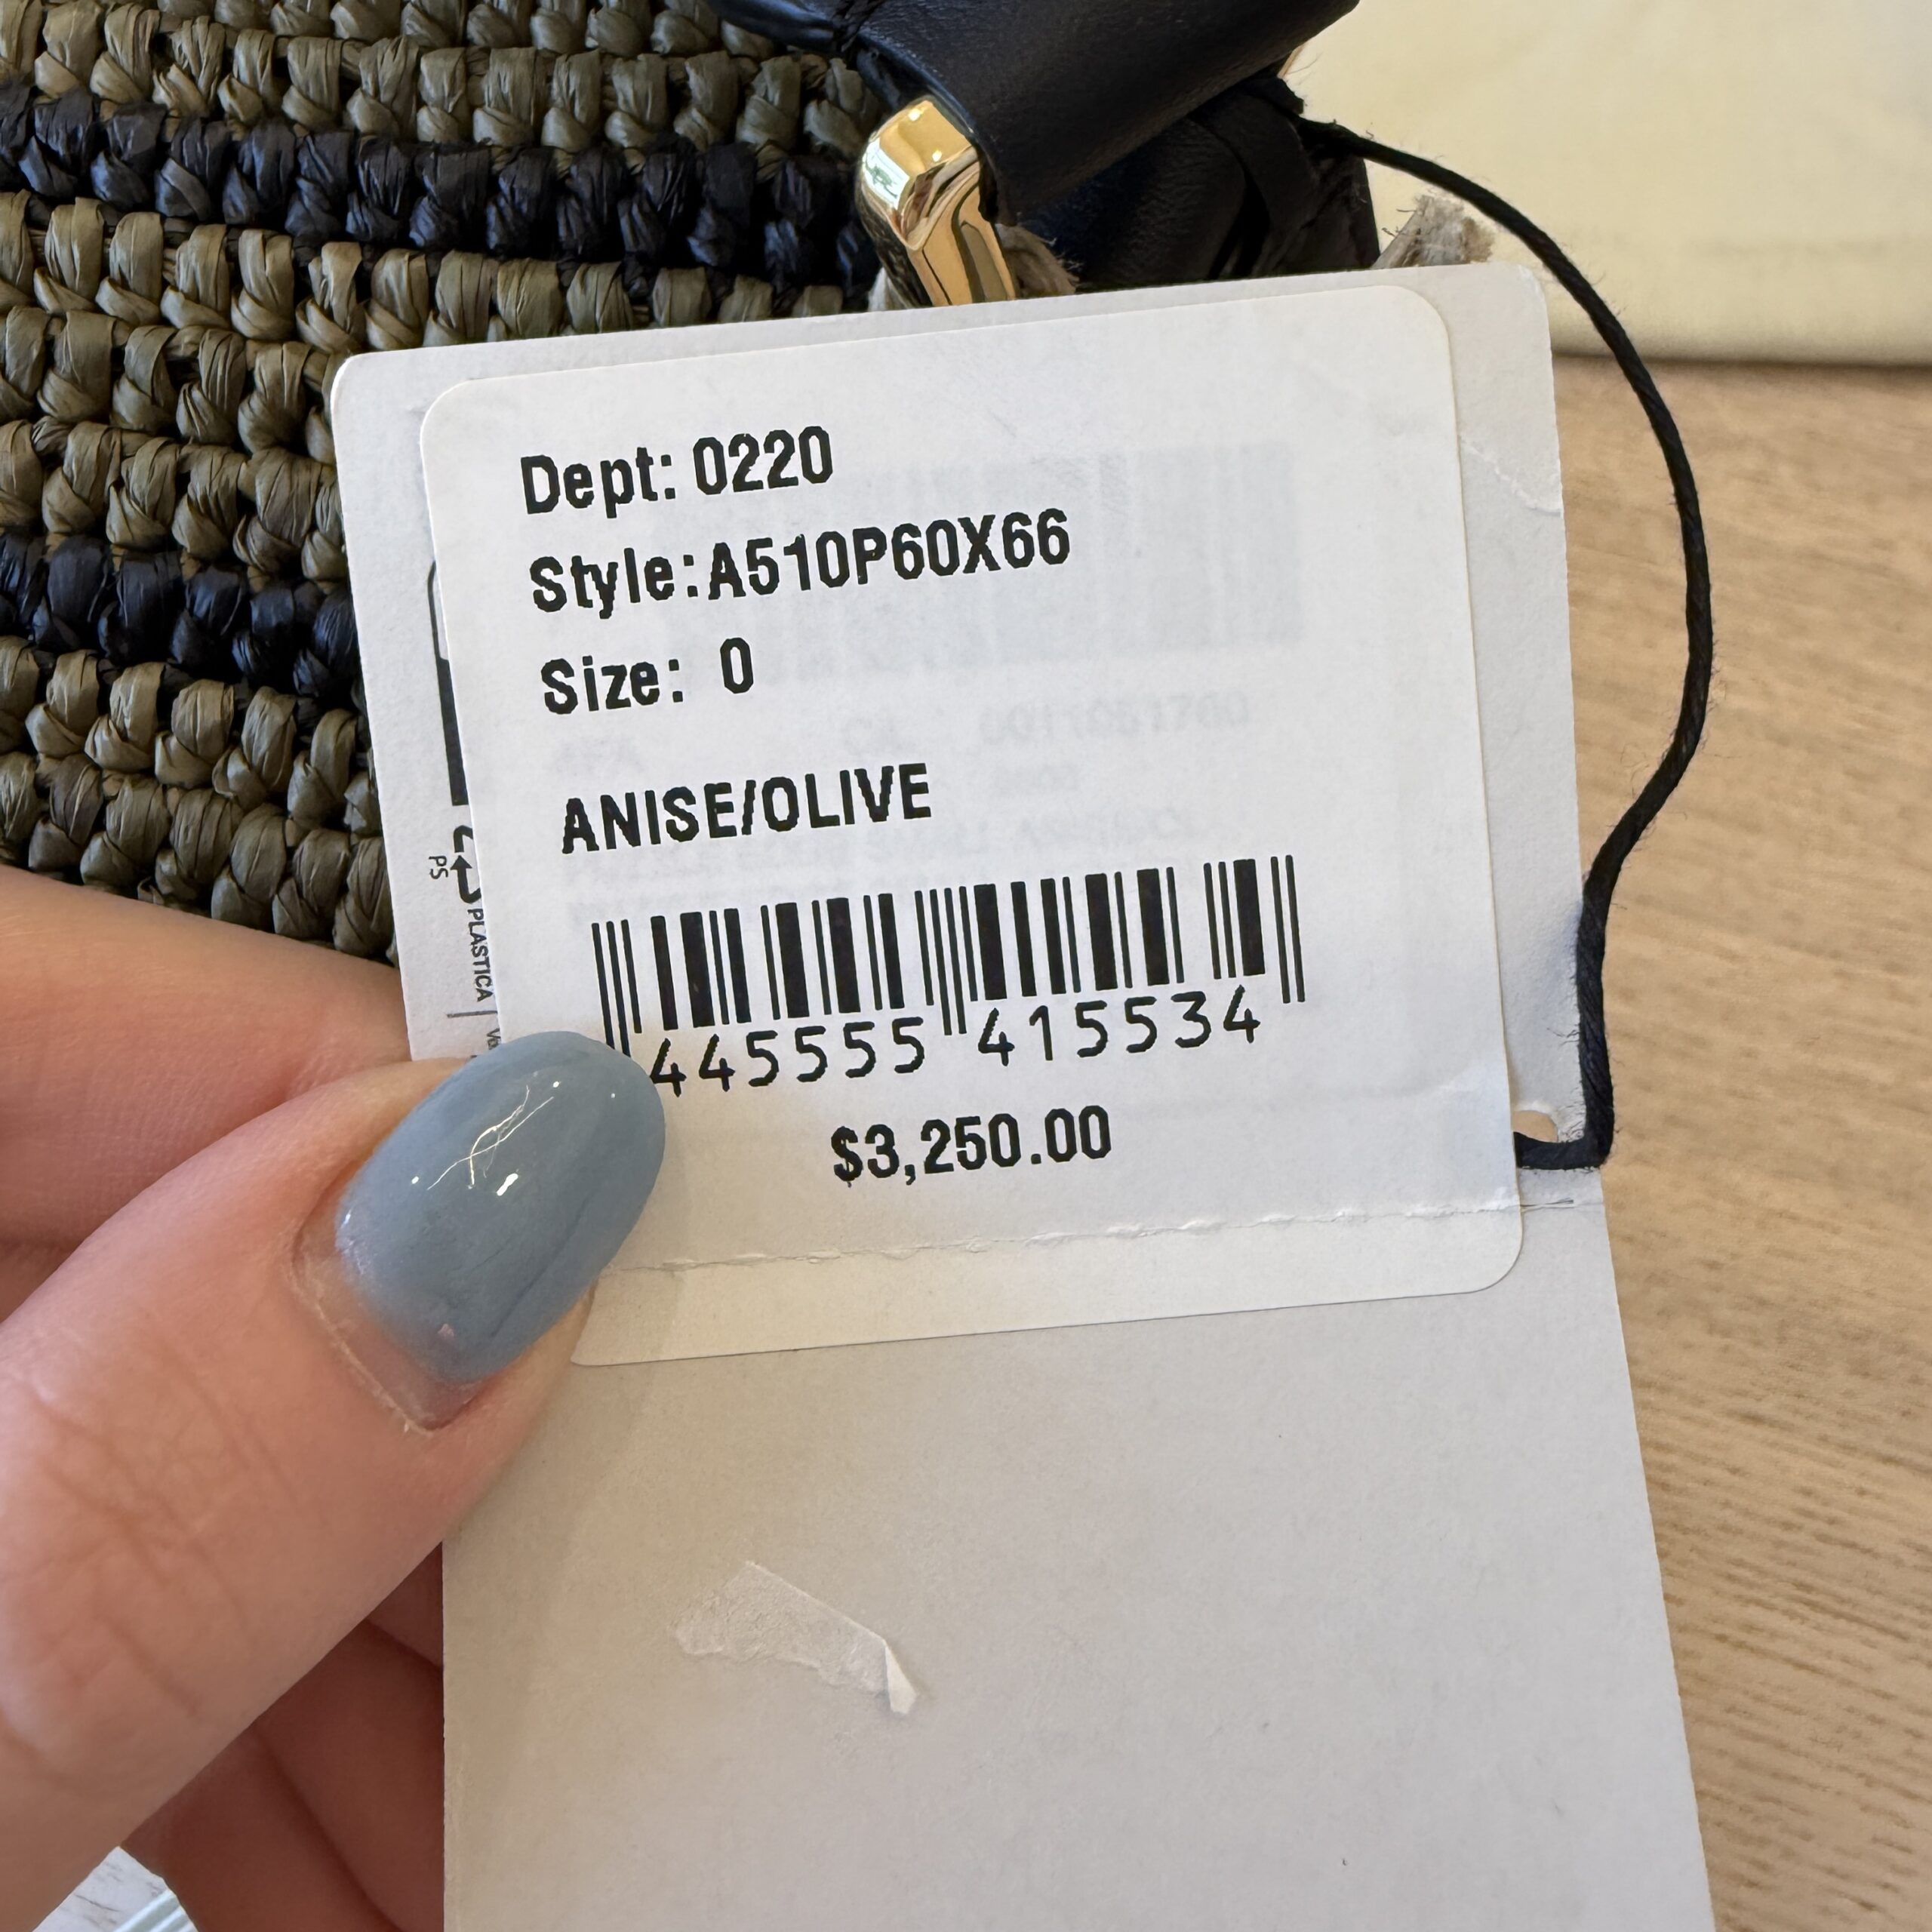 Dept: 0220
Style: A510P60X66
Size: 0
ANISE/OLIVE
445555 415534
$3,250.00
PS
PLASTICA